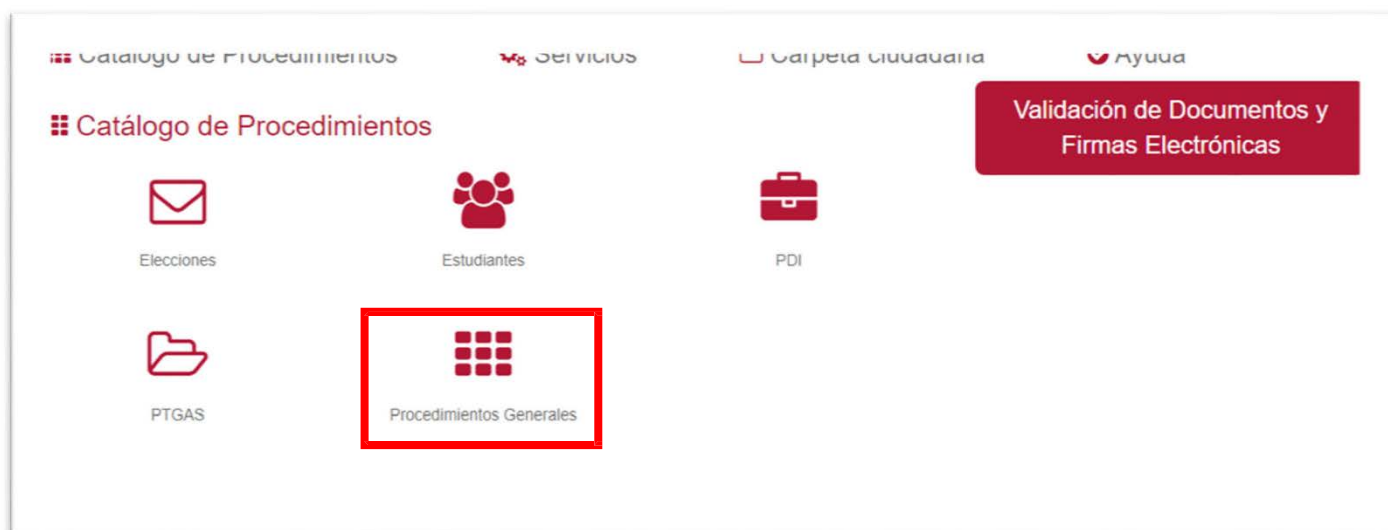 Catálogo de Procedimientos Servicios Carpeta ciudadana Ayuda
Catálogo de Procedimientos
Validación de Documentos y
Firmas Electrónicas
Elecciones Estudiantes PDI
PTGAS Procedimientos Generales